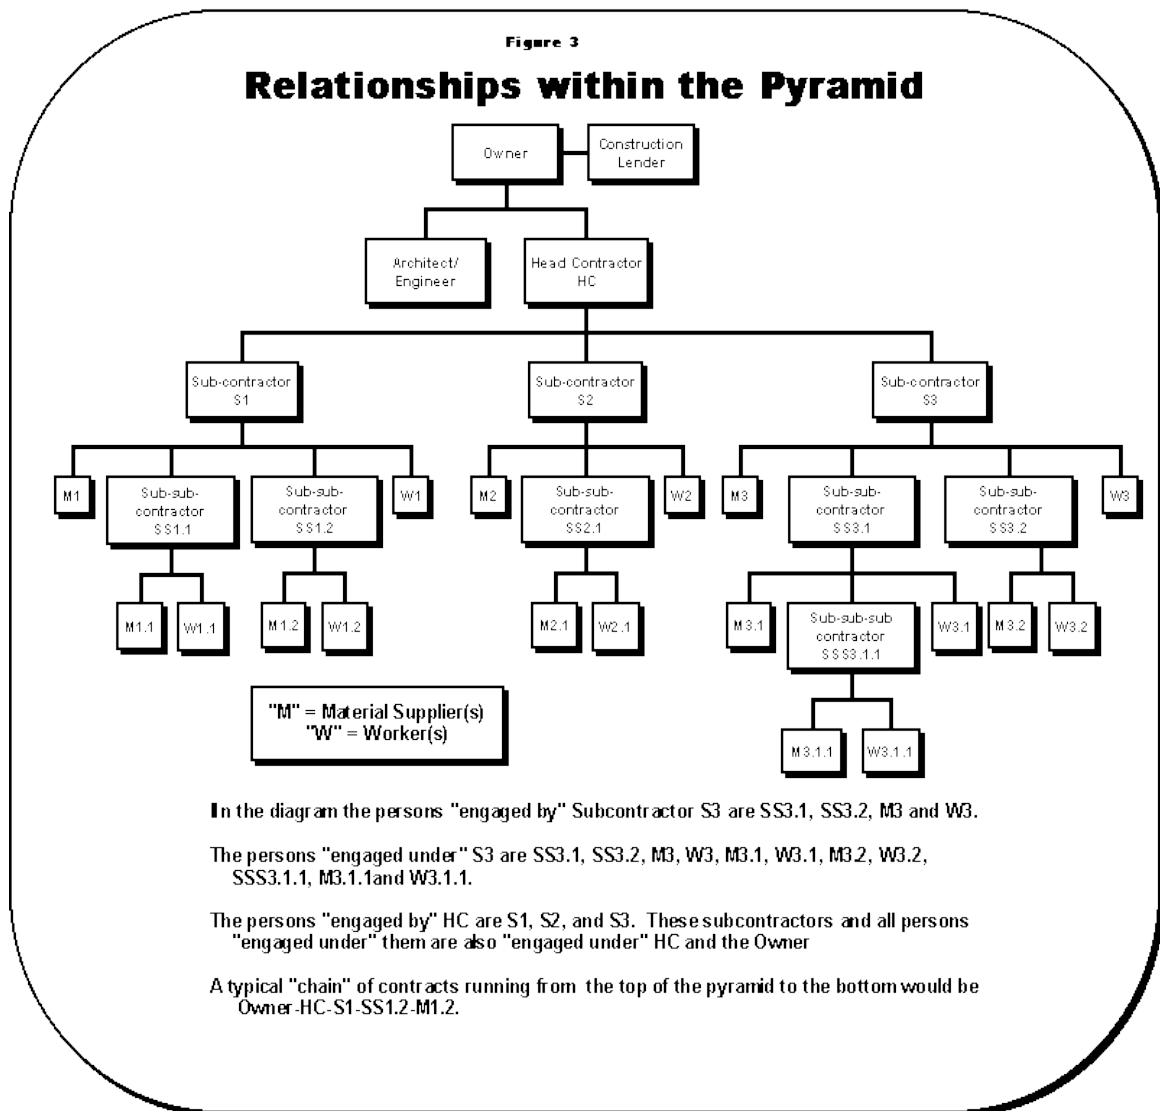 Figure 3
Relationships within the Pyramid
Owner
Construction
Lender
Architect/
Engineer
Head Contractor
HC
Sub-contractor
S1
Sub-contractor
S2
Sub-contractor
S3
M1
Sub-sub-
contractor
SS1.1
Sub-sub-
contractor
SS1.2
W1
M2
Sub-sub-
contractor
SS2.1
W2
M3
Sub-sub-
contractor
SS3.1
Sub-sub-
contractor
SS3.2
W3
M1.1
W1.1
M1.2
W1.2
M2.1
W2.1
M3.1
Sub-sub-sub
contractor
SSS3.1.1
W3.1
M3.2
W3.2
"M" = Material Supplier(s)
"W" = Worker(s)
M3.1.1
W3.1.1
In the diagram the persons "engaged by" Subcontractor S3 are SS3.1, SS3.2, M3 and W3.
The persons "engaged under" S3 are SS3.1, SS3.2, M3, W3, M3.1, W3.1, M3.2, W3.2,
SSS3.1.1, M3.1.1and W3.1.1.
The persons "engaged by" HC are S1, S2, and S3. These subcontractors and all persons
"engaged under" them are also "engaged under" HC and the Owner
A typical "chain" of contracts running from the top of the pyramid to the bottom would be
Owner-HC-S1-SS1.2-M1.2.